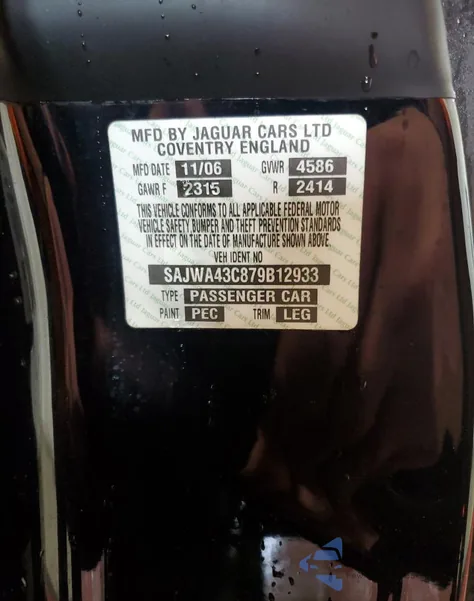 MFD BY JAGUAR CARS LTD
COVENTRY ENGLAND
MFD DATE 11/06 GVWR 4586
GAWR F 2315 R 2414
THIS VEHICLE CONFORMS TO ALL APPLICABLE FEDERAL MOTOR
VEHICLE SAFETY, BUMPER AND THEFT PREVENTION STANDARDS
IN EFFECT ON THE DATE OF MANUFACTURE SHOWN ABOVE.
VEH IDENT NO
SAJWA43C879B12933
TYPE PASSENGER CAR
PAINT PEC TRIM LEG